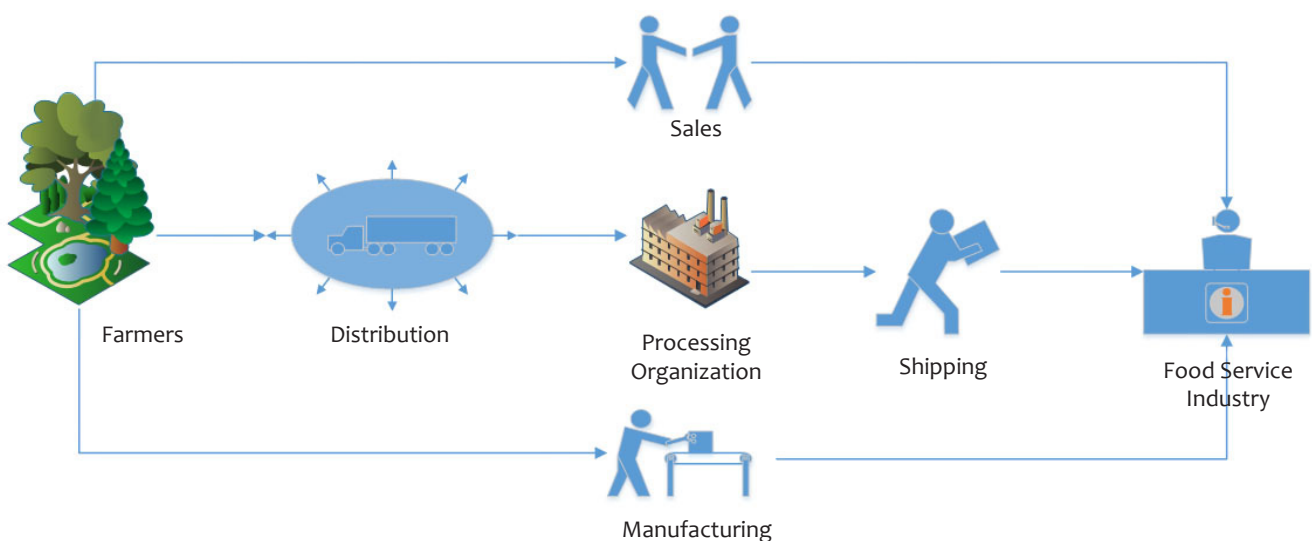 Sales
Farmers
Distribution
Processing
Organization
Shipping
Food Service
Industry
Manufacturing
i